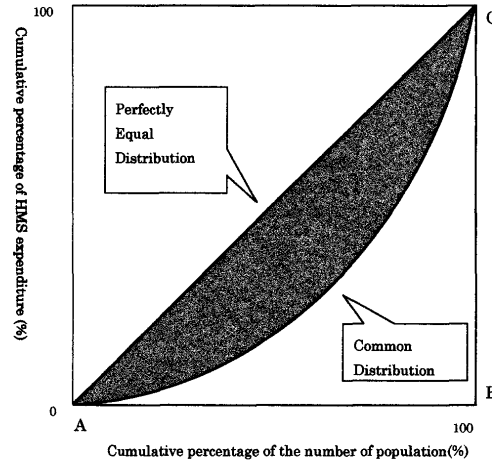 100
C
Perfectly
Equal
Distribution
Cumulative percentage of HMS expenditure (%)
Common
Distribution
0
A
100
B
Cumulative percentage of the number of population(%)